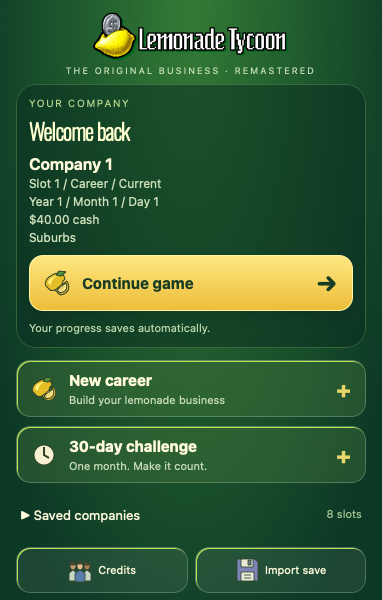 Lemonade Tycoon
THE ORIGINAL BUSINESS · REMASTERED
YOUR COMPANY
Welcome back
Company 1
Slot 1 / Career / Current
Year 1 / Month 1 / Day 1
$40.00 cash
Suburbs
Continue game
Your progress saves automatically.
New career
Build your lemonade business
30-day challenge
One month. Make it count.
Saved companies
8 slots
Credits
Import save